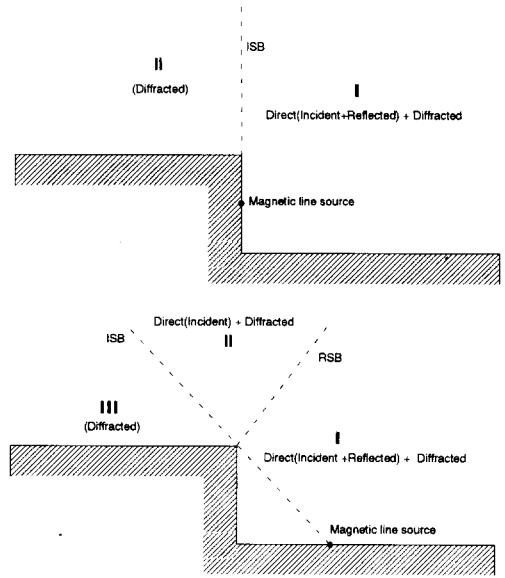 ISB
II
(Diffracted)
I
Direct(Incident+Reflected) + Diffracted
Magnetic line source
Direct(Incident) + Diffracted
ISB
II
RSB
III
(Diffracted)
I
Direct(Incident +Reflected) + Diffracted
Magnetic line source